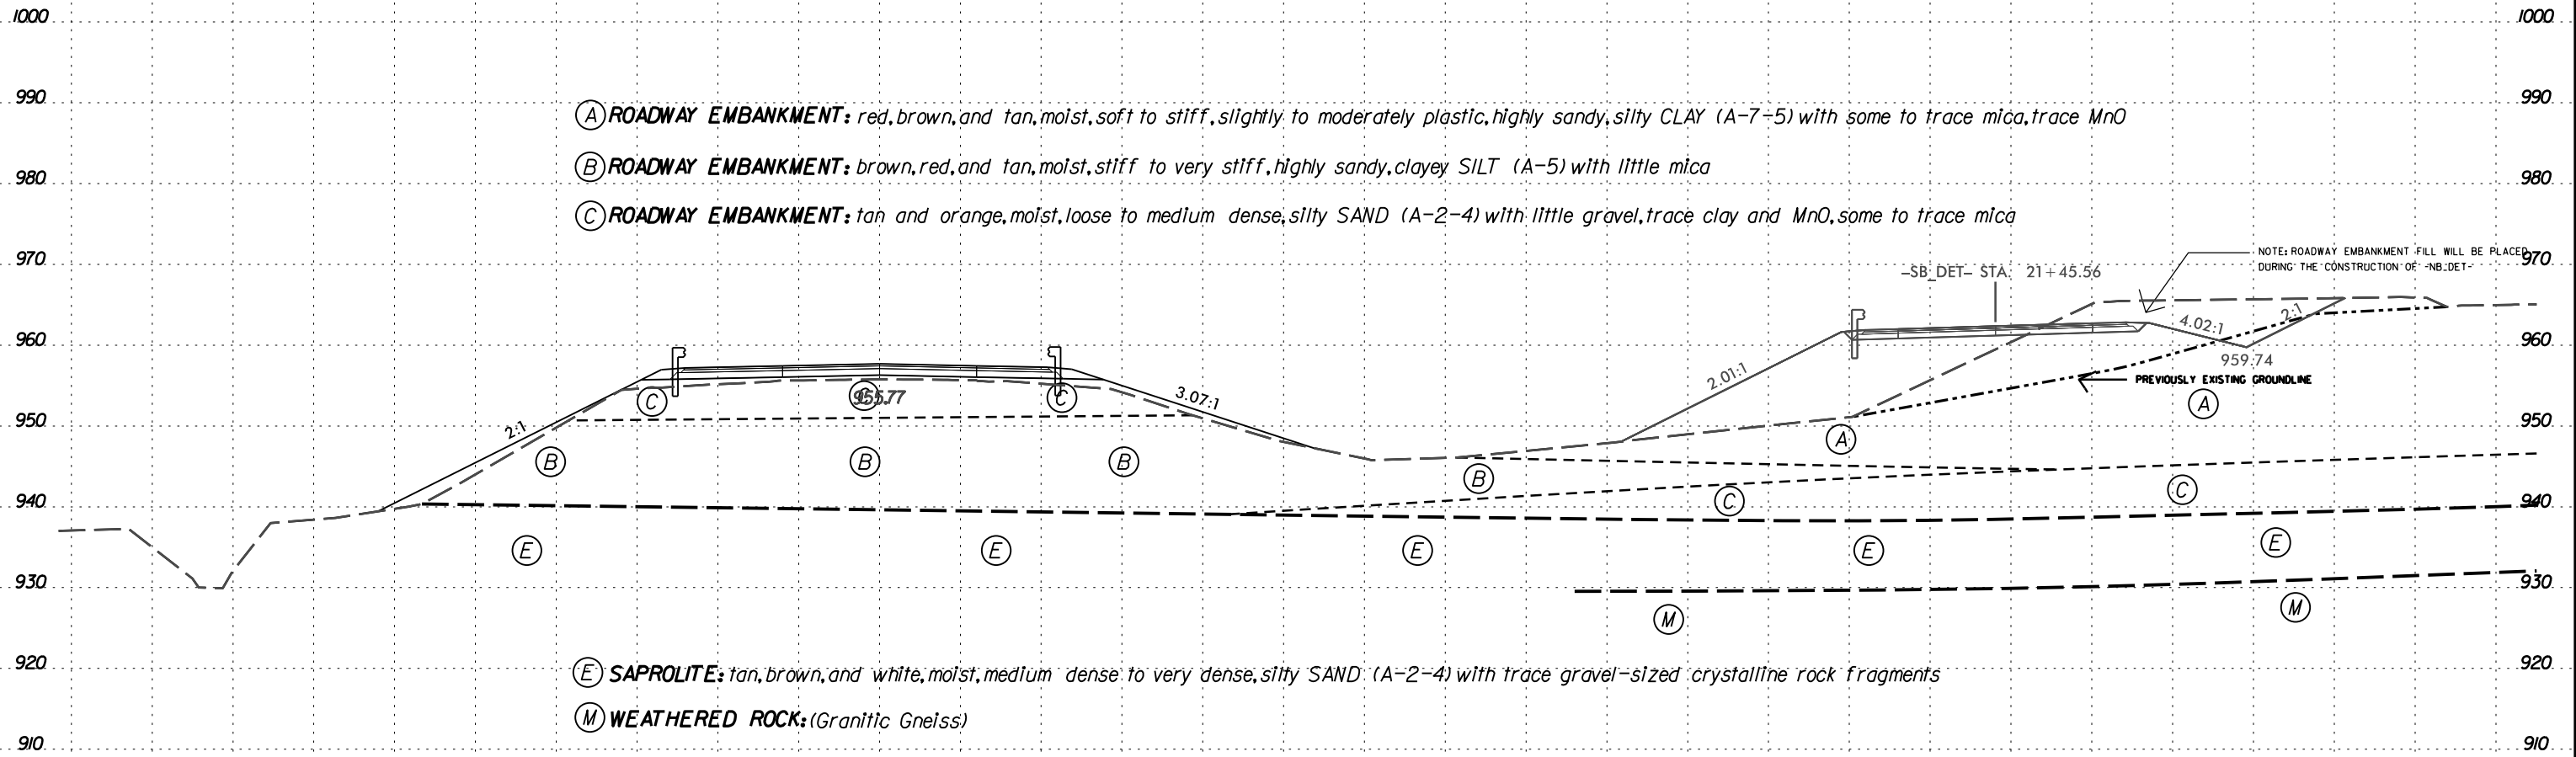 1000 1000
990 990
Ⓐ ROADWAY EMBANKMENT: red, brown, and tan, moist, soft to stiff, slightly to moderately plastic, highly sandy, silty CLAY (A-7-5) with some to trace mica, trace MnO
980 980
Ⓑ ROADWAY EMBANKMENT: brown, red, and tan, moist, stiff to very stiff, highly sandy, clayey SILT (A-5) with little mica
Ⓒ ROADWAY EMBANKMENT: tan and orange, moist, loose to medium dense, silty SAND (A-2-4) with little gravel, trace clay and MnO, some to trace mica
970 970
NOTE: ROADWAY EMBANKMENT FILL WILL BE PLACED
DURING THE CONSTRUCTION OF -NB_DET-
-SB_DET- STA. 21+45.56
960 960
4.02:1
2:1
959.74
2.01:1
PREVIOUSLY EXISTING GROUNDLINE
C C C A
955.77
3.07:1
950 950
2:1
A
B B B B
C C
940 940
E E E E E
930 930
M M
920 920
Ⓔ SAPROLITE: tan, brown, and white, moist, medium dense to very dense, silty SAND (A-2-4) with trace gravel-sized crystalline rock fragments
Ⓜ WEATHERED ROCK: (Granitic Gneiss)
910 910